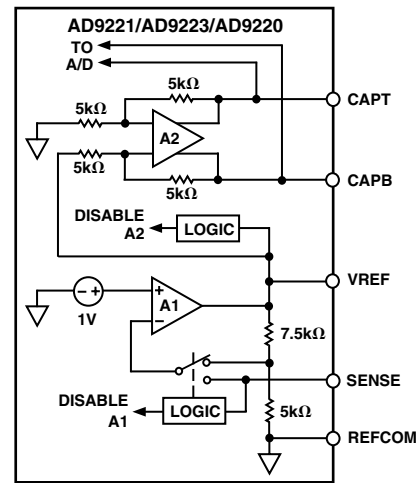 AD9221/AD9223/AD9220
TO
A/D
5kΩ
5kΩ
CAPT
A2
5kΩ
5kΩ
CAPB
DISABLE
A2
LOGIC
VREF
– +
1V
+
A1
–
7.5kΩ
SENSE
DISABLE
A1
LOGIC
5kΩ
REFCOM